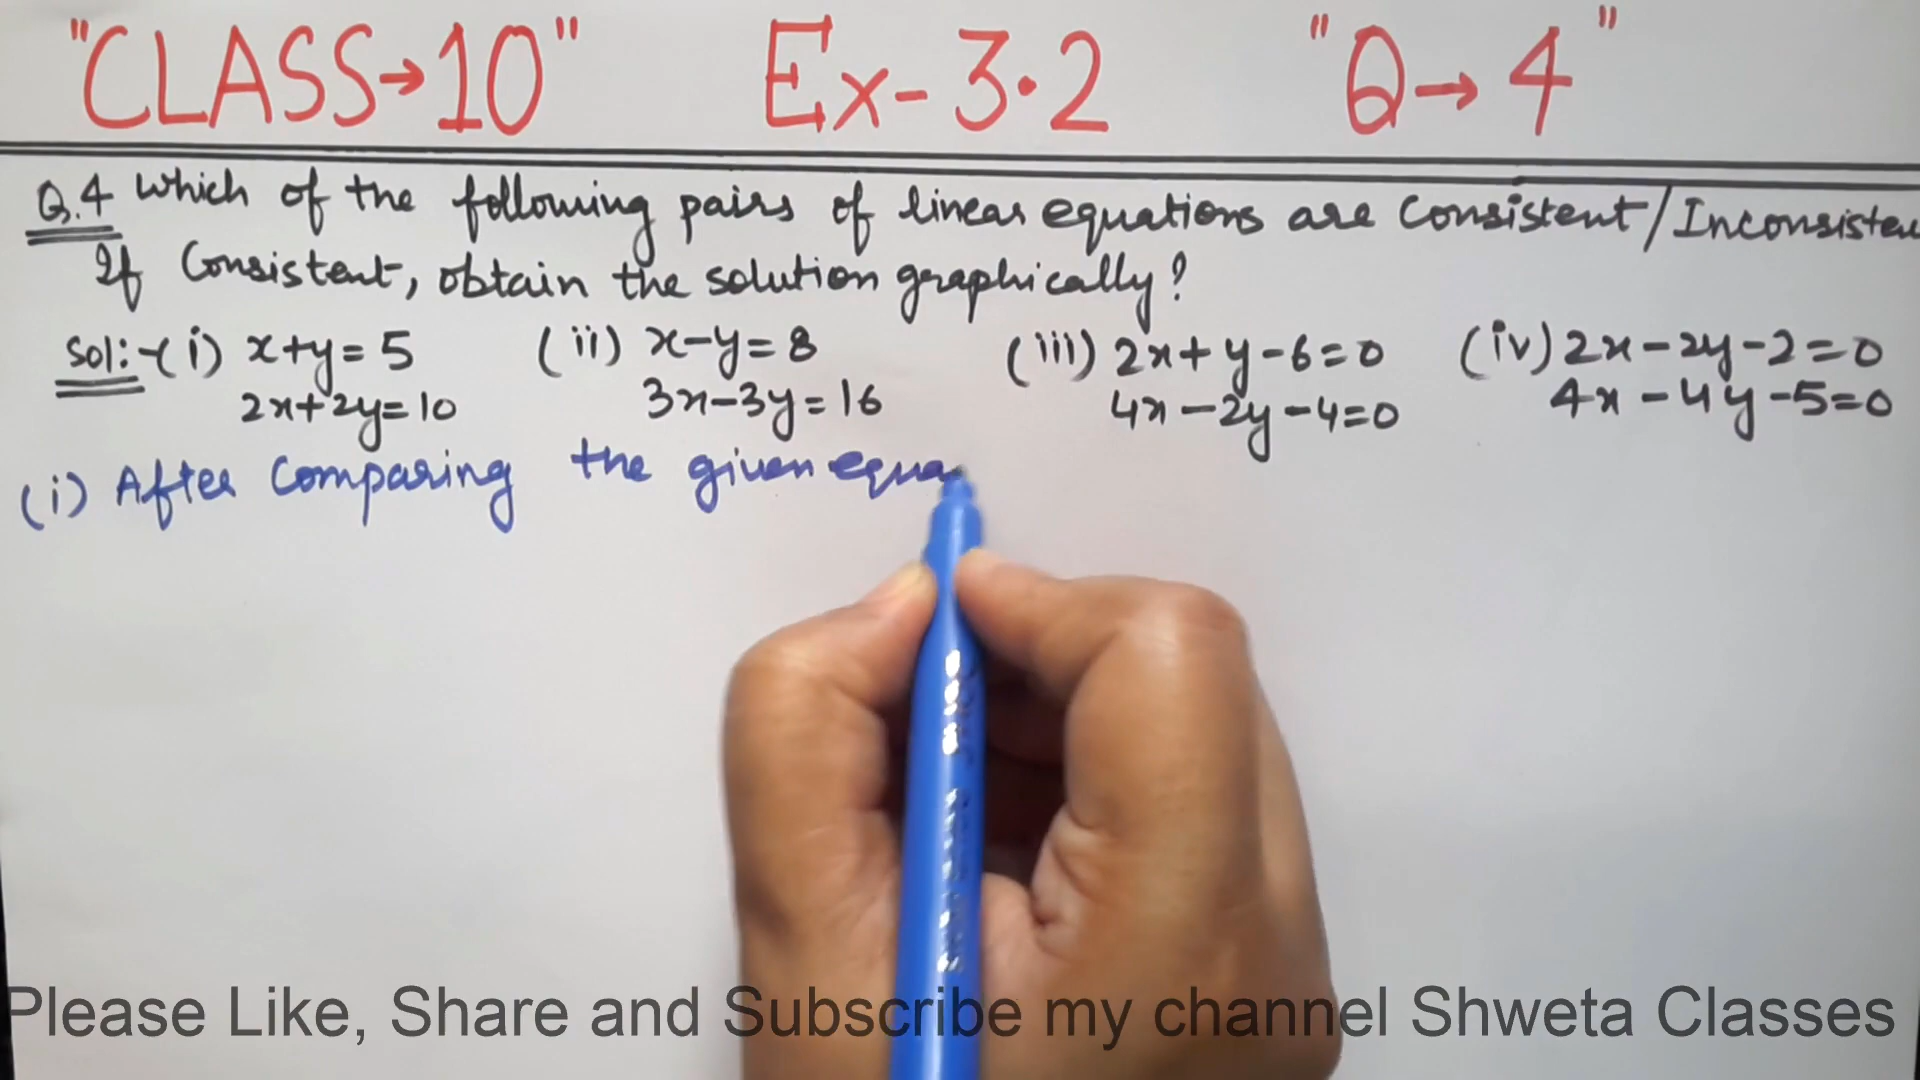 "CLASS→10" Ex-3.2 "Q→4"
Q.4 Which of the following pairs of linear equations are Consistent/Inconsisten
If Consistent, obtain the solution graphically?
Sol:-(i) x+y=5 (ii) x-y=8 (iii) 2x+y-6=0 (iv) 2x-2y-2=0
2x+2y=10 3x-3y=16 4x-2y-4=0 4x-4y-5=0
(i) After Comparing the given equa
Please Like, Share and Subscribe my channel Shweta Classes